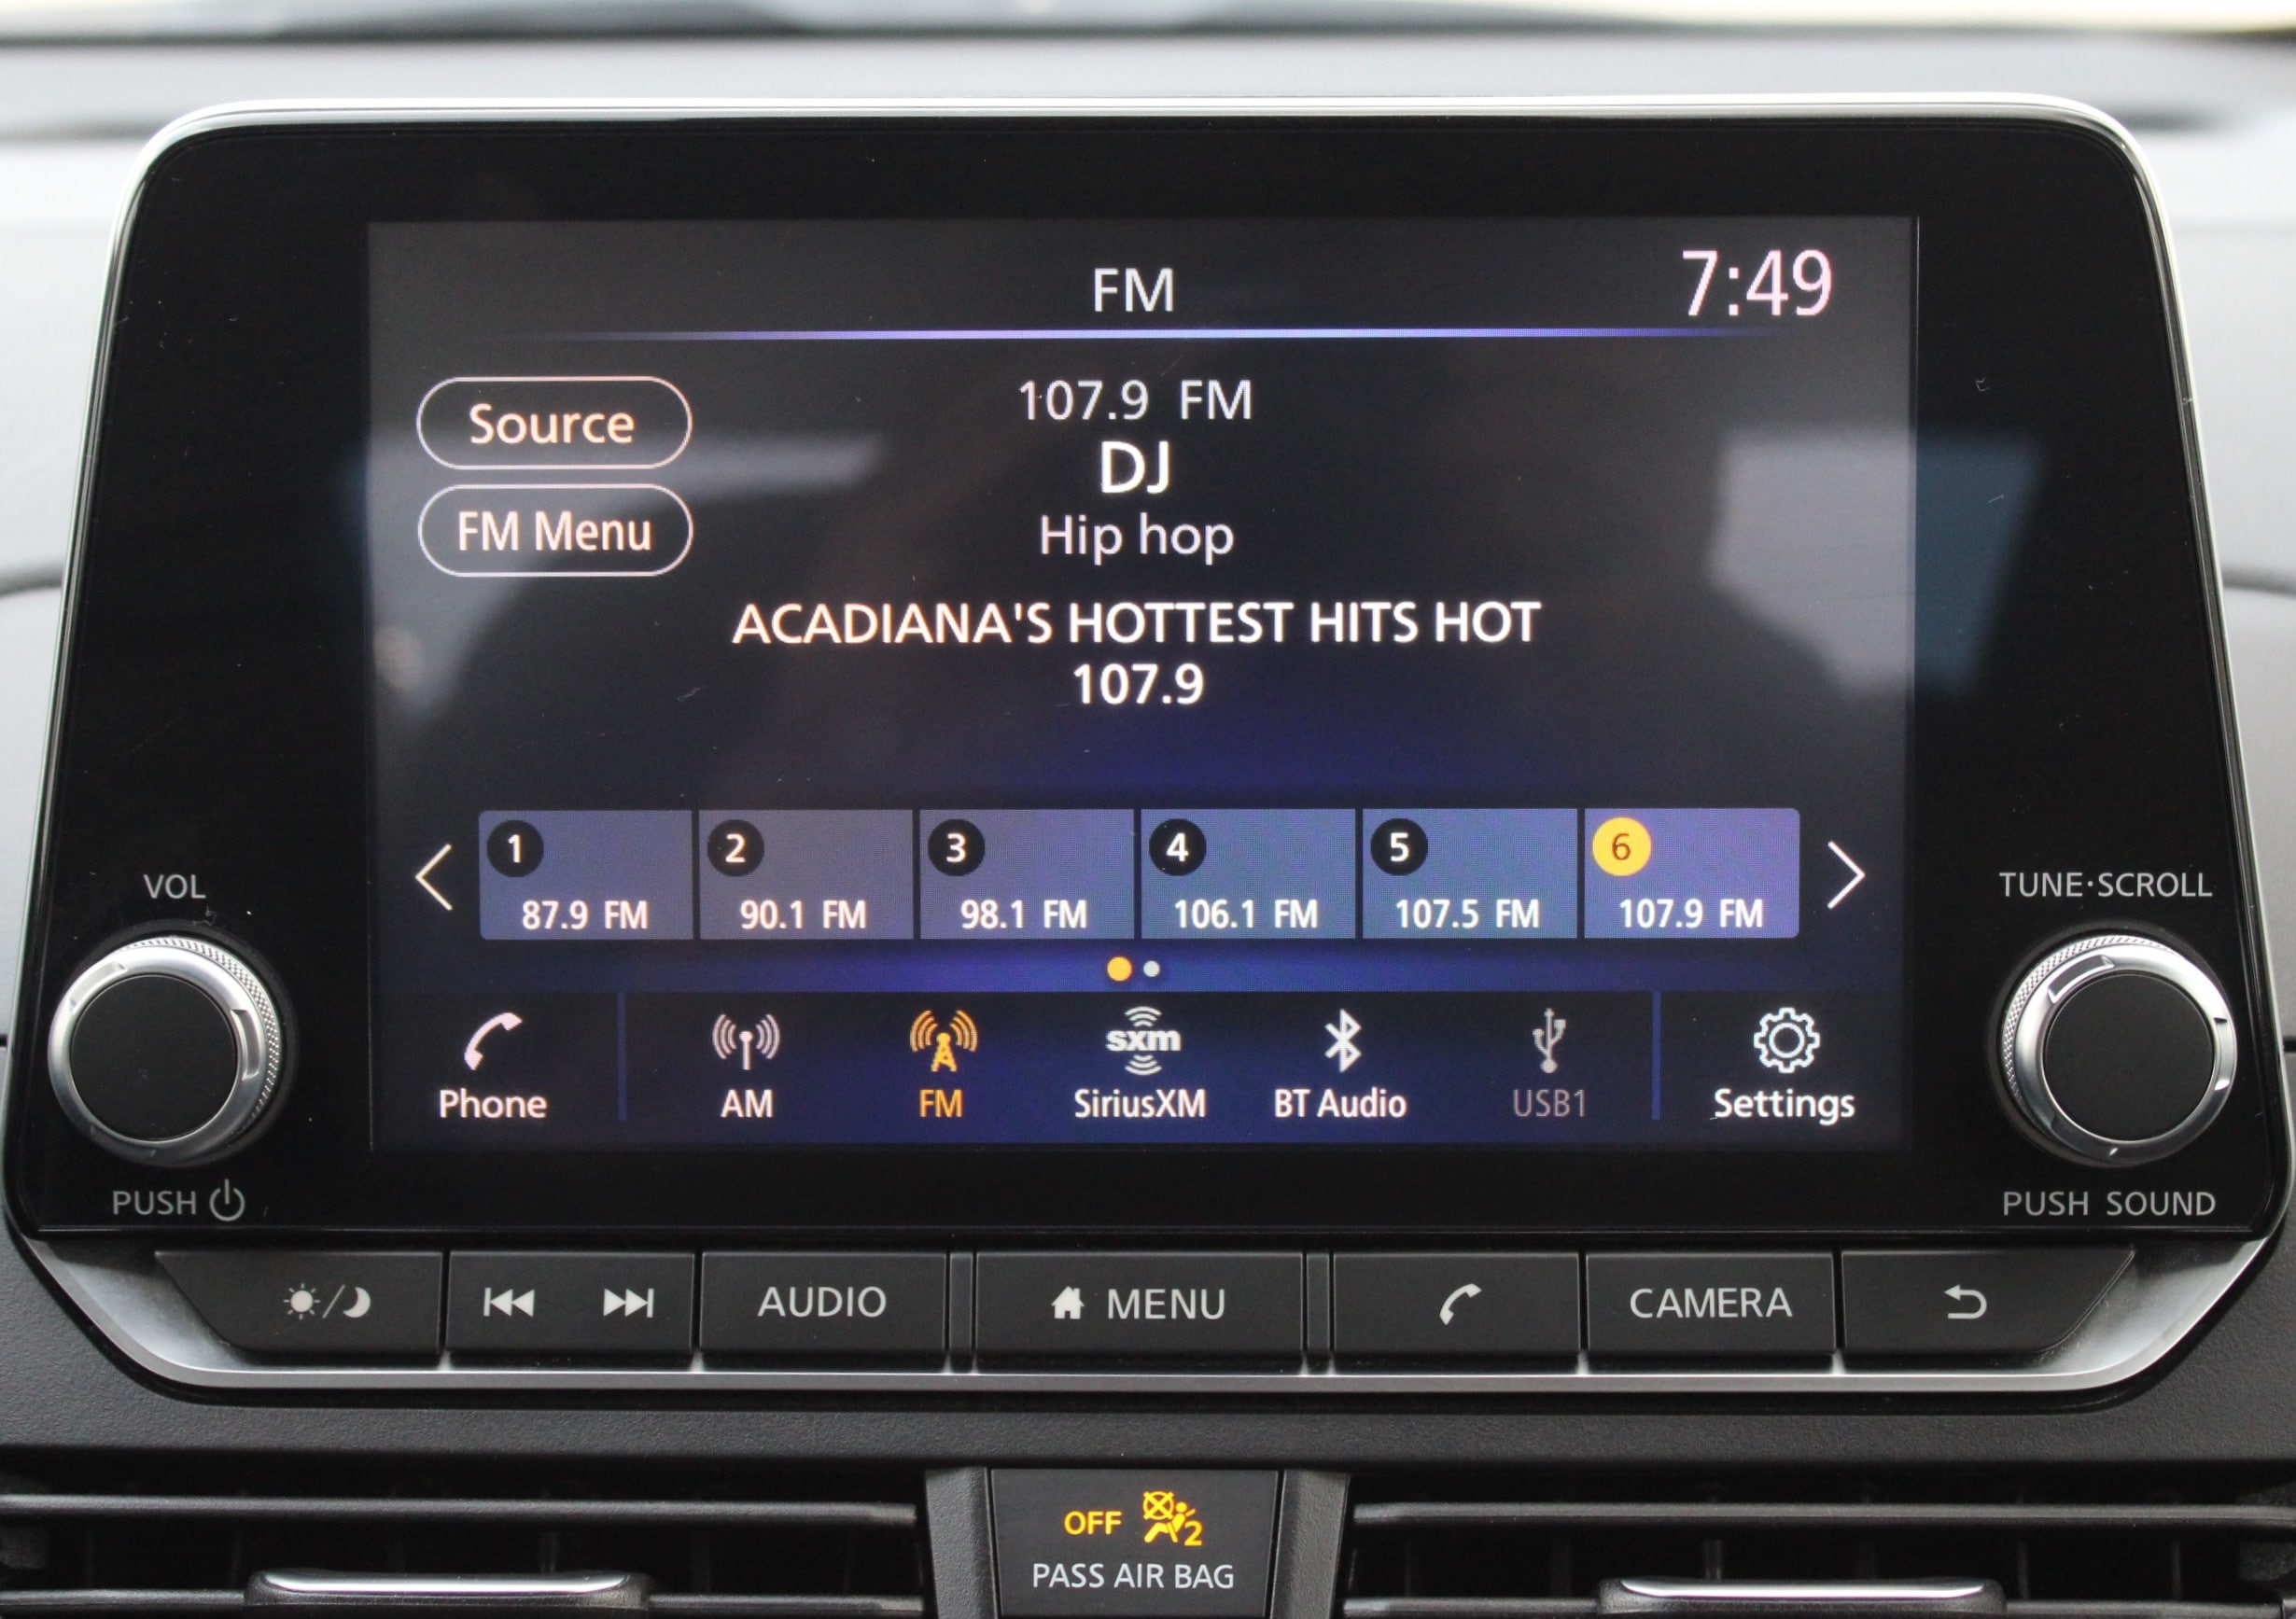 FM
7:49
Source
FM Menu
107.9 FM
DJ
Hip hop
ACADIANA'S HOTTEST HITS HOT
107.9
1 2 3 4 5 6
87.9 FM 90.1 FM 98.1 FM 106.1 FM 107.5 FM 107.9 FM
sxm
Phone AM FM SiriusXM BT Audio USB1 Settings
VOL
PUSH
TUNE·SCROLL
PUSH SOUND
AUDIO MENU CAMERA
OFF 2
PASS AIR BAG